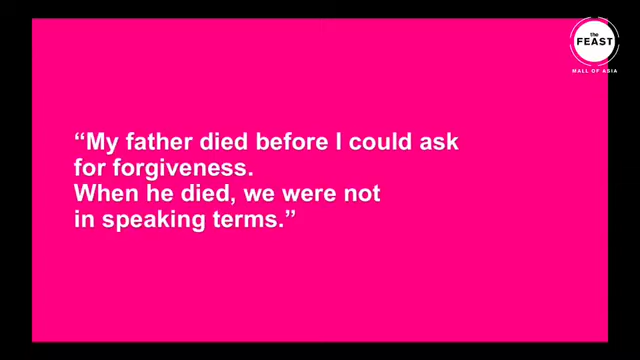 the
FEAST
MALL OF ASIA
“My father died before I could ask
for forgiveness.
When he died, we were not
in speaking terms.”